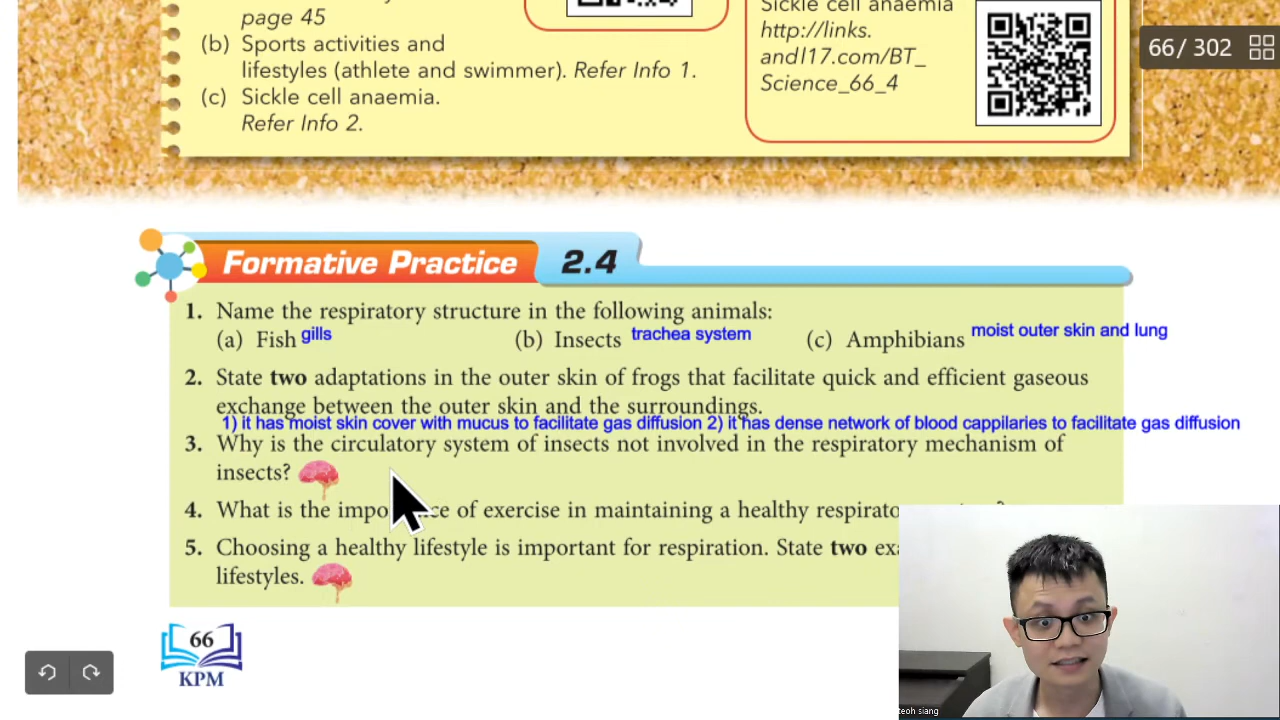 page 45
(b) Sports activities and
lifestyles (athlete and swimmer). Refer Info 1.
(c) Sickle cell anaemia.
Refer Info 2.
Sickle cell anaemia
http://links.
andl17.com/BT_
Science_66_4
66/ 302
Formative Practice 2.4
1. Name the respiratory structure in the following animals:
(a) Fish gills (b) Insects trachea system (c) Amphibians moist outer skin and lung
2. State two adaptations in the outer skin of frogs that facilitate quick and efficient gaseous
exchange between the outer skin and the surroundings.
1) it has moist skin cover with mucus to facilitate gas diffusion 2) it has dense network of blood cappilaries to facilitate gas diffusion
3. Why is the circulatory system of insects not involved in the respiratory mechanism of
insects?
4. What is the impo ce of exercise in maintaining a healthy respirato
5. Choosing a healthy lifestyle is important for respiration. State two ex
lifestyles.
66
KPM
teoh siang